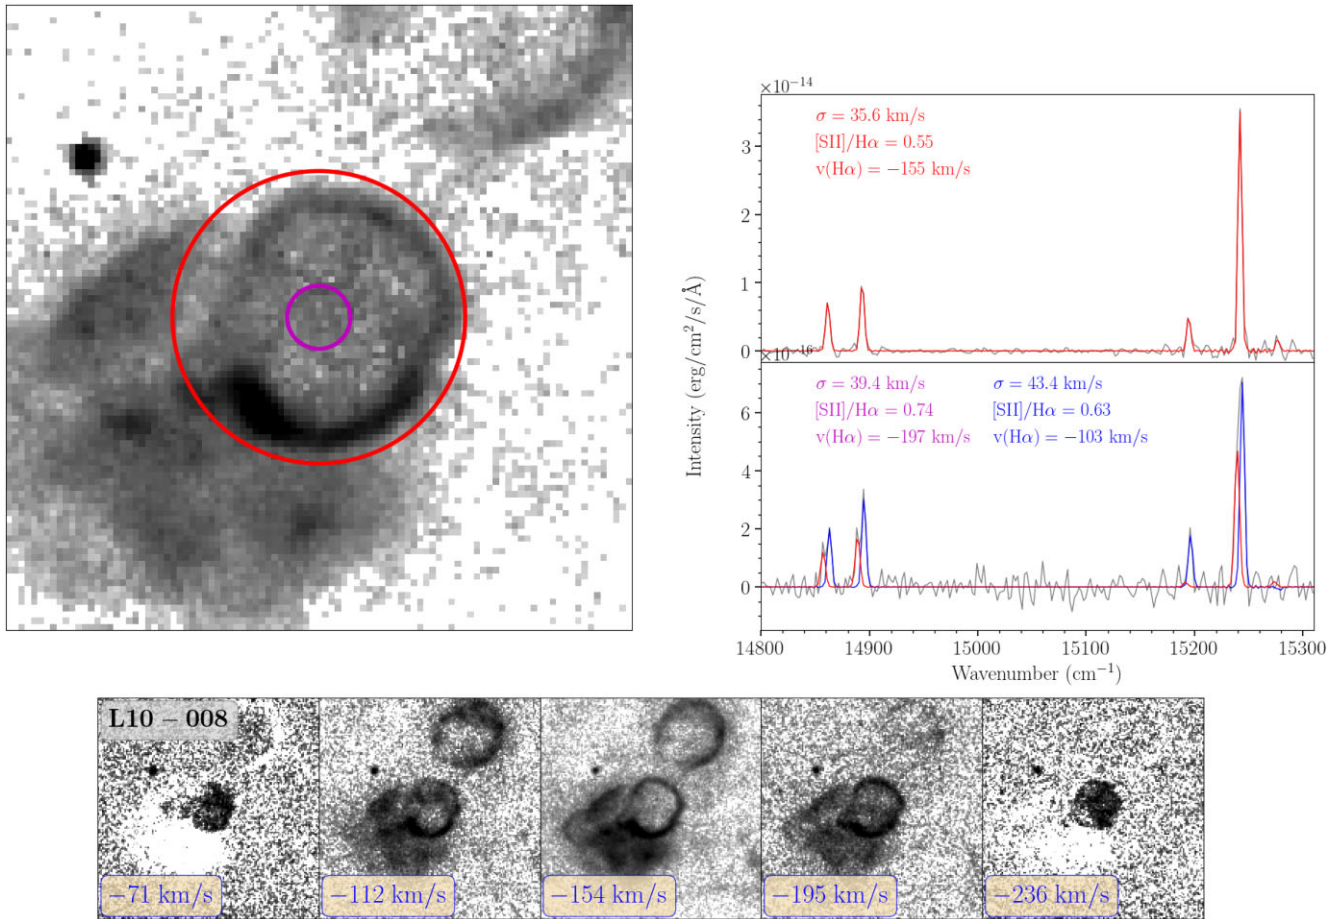 ×10−14
σ = 35.6 km/s
[SII]/Hα = 0.55
v(Hα) = −155 km/s
3
2
1
0
×10−16
σ = 39.4 km/s
σ = 43.4 km/s
[SII]/Hα = 0.74
[SII]/Hα = 0.63
v(Hα) = −197 km/s
v(Hα) = −103 km/s
6
4
2
0
Intensity (erg/cm²/s/Å)
14800 14900 15000 15100 15200 15300
Wavenumber (cm−1)
L10 − 008
−71 km/s
−112 km/s
−154 km/s
−195 km/s
−236 km/s